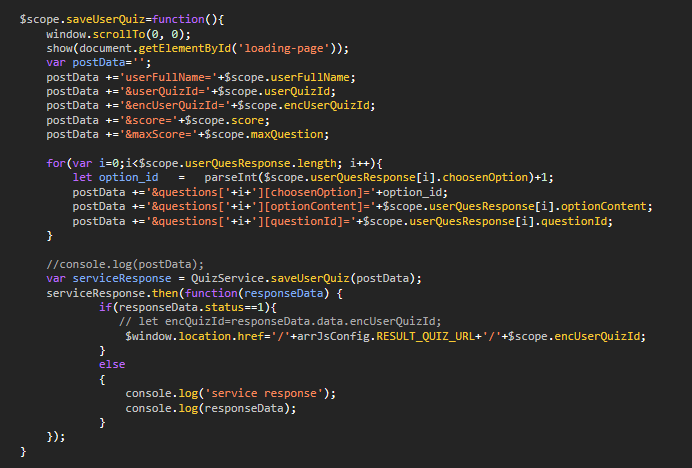 $scope.saveUserQuiz=function(){
window.scrollTo(0, 0);
show(document.getElementById('loading-page'));
var postData='';
postData +='userFullName='+$scope.userFullName;
postData +='&userQuizId='+$scope.userQuizId;
postData +='&encUserQuizId='+$scope.encUserQuizId;
postData +='&score='+$scope.score;
postData +='&maxScore='+$scope.maxQuestion;
for(var i=0;i<$scope.userQuesResponse.length; i++){
let option_id   =   parseInt($scope.userQuesResponse[i].choosenOption)+1;
postData +='&questions['+i+'][choosenOption]='+option_id;
postData +='&questions['+i+'][optionContent]='+$scope.userQuesResponse[i].optionContent;
postData +='&questions['+i+'][questionId]='+$scope.userQuesResponse[i].questionId;
}
//console.log(postData);
var serviceResponse = QuizService.saveUserQuiz(postData);
serviceResponse.then(function(responseData) {
if(responseData.status==1){
// let encQuizId=responseData.data.encUserQuizId;
$window.location.href='/'+arrJsConfig.RESULT_QUIZ_URL+'/'+$scope.encUserQuizId;
}
else
{
console.log('service response');
console.log(responseData);
}
});
}